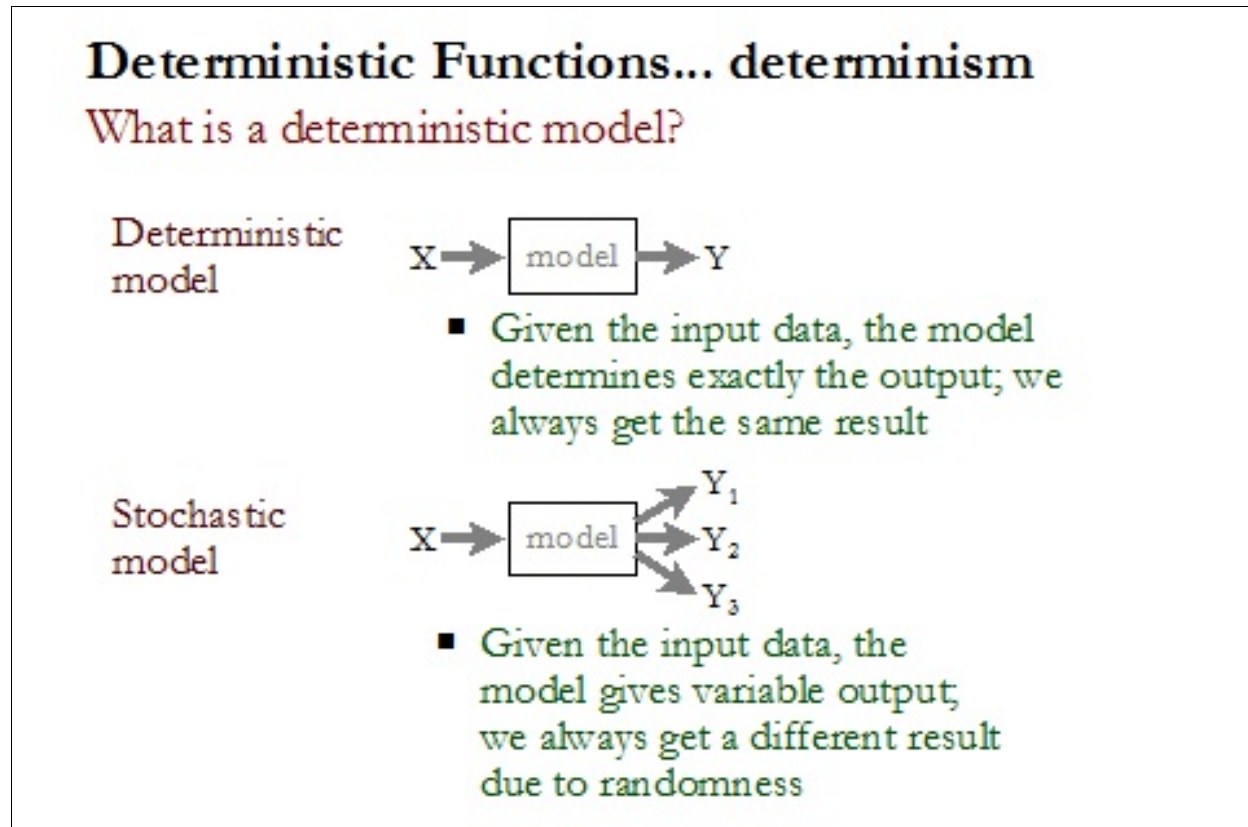 Deterministic Functions... determinism
What is a deterministic model?
Deterministic
model
X model Y
■ Given the input data, the model
determines exactly the output; we
always get the same result
Stochastic
model
X model Y₁
Y₂
Y₃
■ Given the input data, the
model gives variable output;
we always get a different result
due to randomness